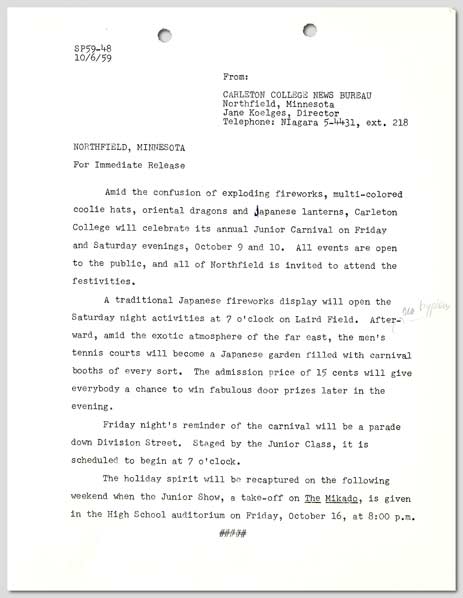 SP59-48
10/6/59
From:
CARLETON COLLEGE NEWS BUREAU
Northfield, Minnesota
Jane Koelges, Director
Telephone: NIagara 5-4431, ext. 218
NORTHFIELD, MINNESOTA
For Immediate Release
Amid the confusion of exploding fireworks, multi-colored
coolie hats, oriental dragons and Japanese lanterns, Carleton
College will celebrate its annual Junior Carnival on Friday
and Saturday evenings, October 9 and 10. All events are open
to the public, and all of Northfield is invited to attend the
festivities.
A traditional Japanese fireworks display will open the
Saturday night activities at 7 o'clock on Laird Field. After-
no hyphen
ward, amid the exotic atmosphere of the far east, the men's
tennis courts will become a Japanese garden filled with carnival
booths of every sort. The admission price of 15 cents will give
everybody a chance to win fabulous door prizes later in the
evening.
Friday night's reminder of the carnival will be a parade
down Division Street. Staged by the Junior Class, it is
scheduled to begin at 7 o'clock.
The holiday spirit will be recaptured on the following
weekend when the Junior Show, a take-off on The Mikado, is given
in the High School auditorium on Friday, October 16, at 8:00 p.m.
#####